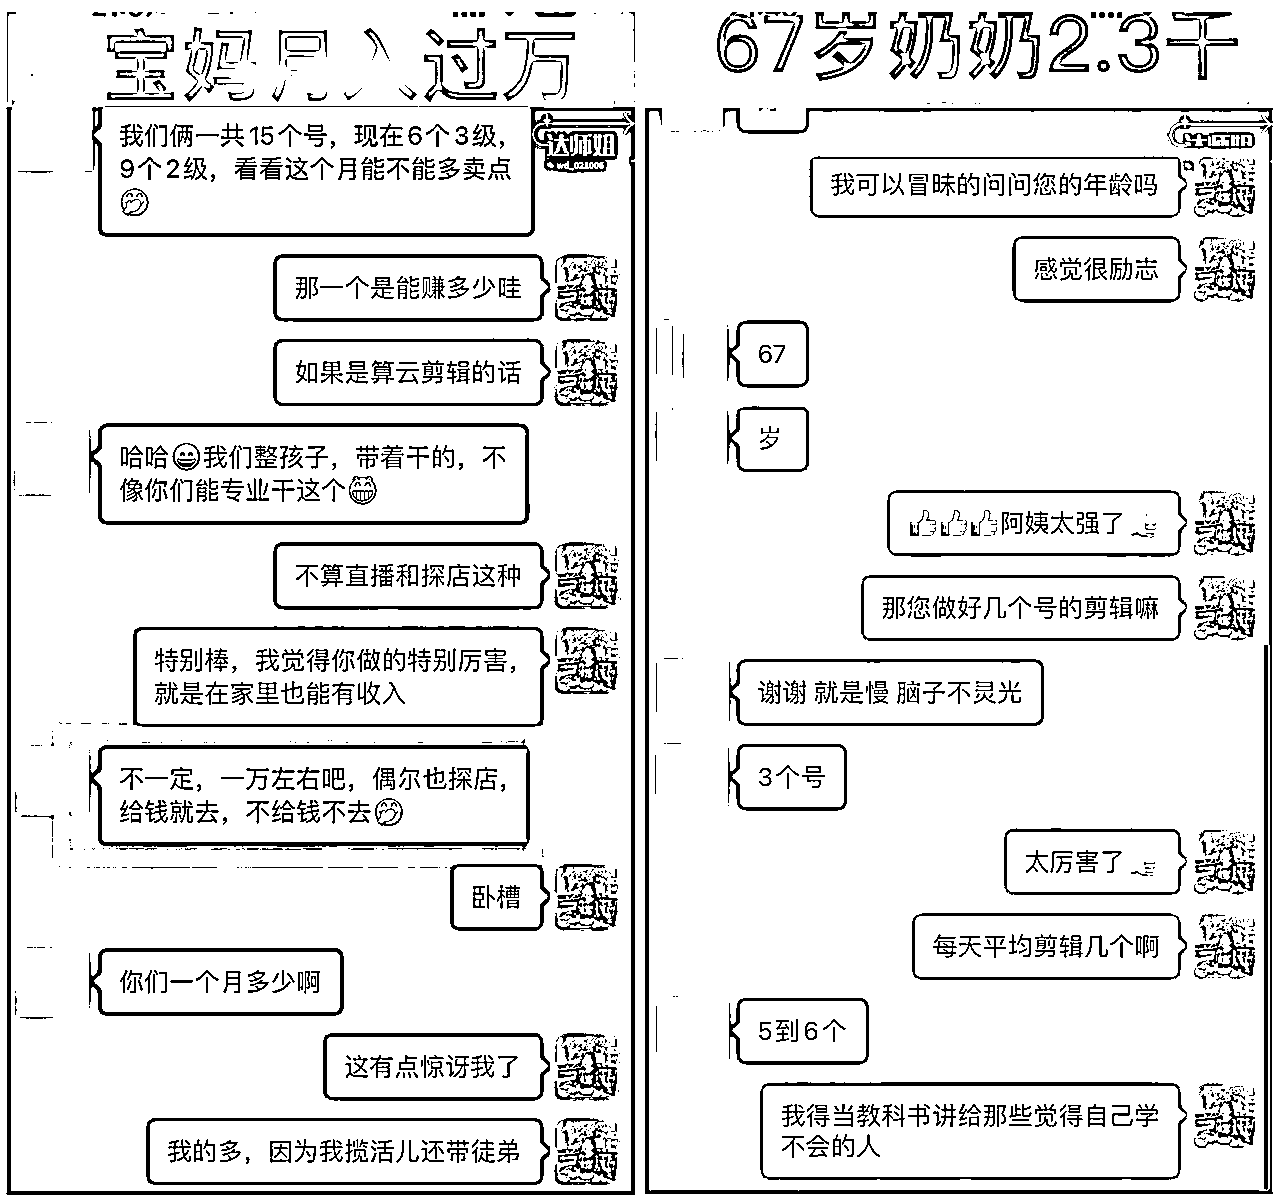 宝妈月入过万
我们俩一共15个号，现在6个3级，
9个2级，看看这个月能不能多卖点
🤭
达师姐
wd_021006
那一个是能赚多少哇
如果是算云剪辑的话
哈哈😄我们整孩子，带着干的，不
像你们能专业干这个😁
不算直播和探店这种
特别棒，我觉得你做的特别厉害，
就是在家里也能有收入
不一定，一万左右吧，偶尔也探店，
给钱就去，不给钱不去🤭
卧槽
你们一个月多少啊
这有点惊讶我了
我的多，因为我揽活儿还带徒弟
67岁奶奶2.3千
我可以冒昧的问问您的年龄吗
感觉很励志
67
岁
👍👍👍阿姨太强了
那您做好几个号的剪辑嘛
谢谢 就是慢 脑子不灵光
3个号
太厉害了
每天平均剪辑几个啊
5到6个
我得当教科书讲给那些觉得自己学
不会的人